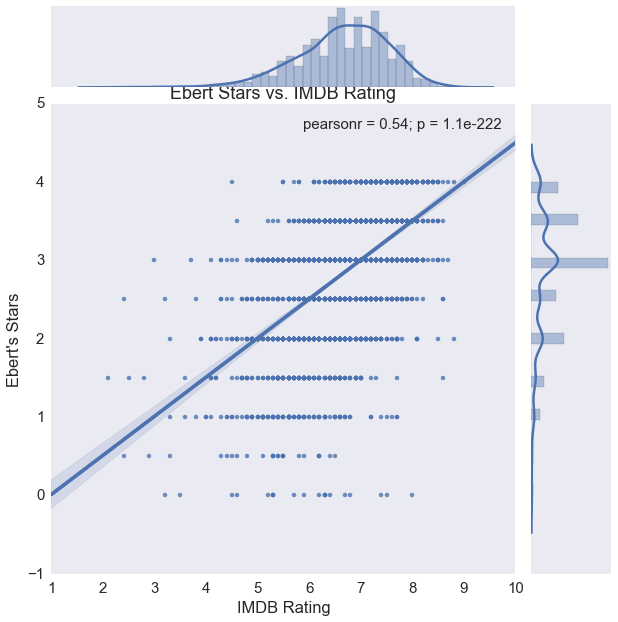 Ebert Stars vs. IMDB Rating
pearsonr = 0.54; p = 1.1e-222
5
4
3
2
1
0
−1
Ebert's Stars
1 2 3 4 5 6 7 8 9 10
IMDB Rating